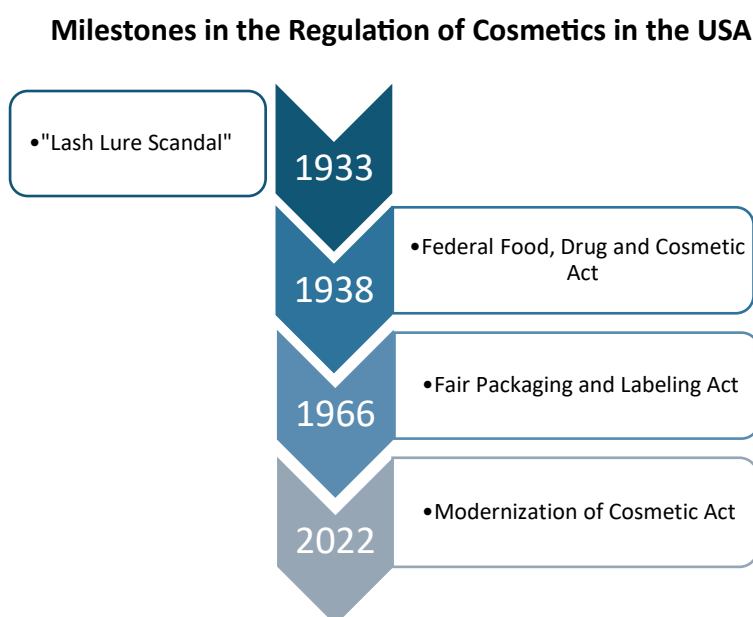 Milestones in the Regulation of Cosmetics in the USA
•"Lash Lure Scandal"
1933
1938
•Federal Food, Drug and Cosmetic
Act
1966
•Fair Packaging and Labeling Act
2022
•Modernization of Cosmetic Act